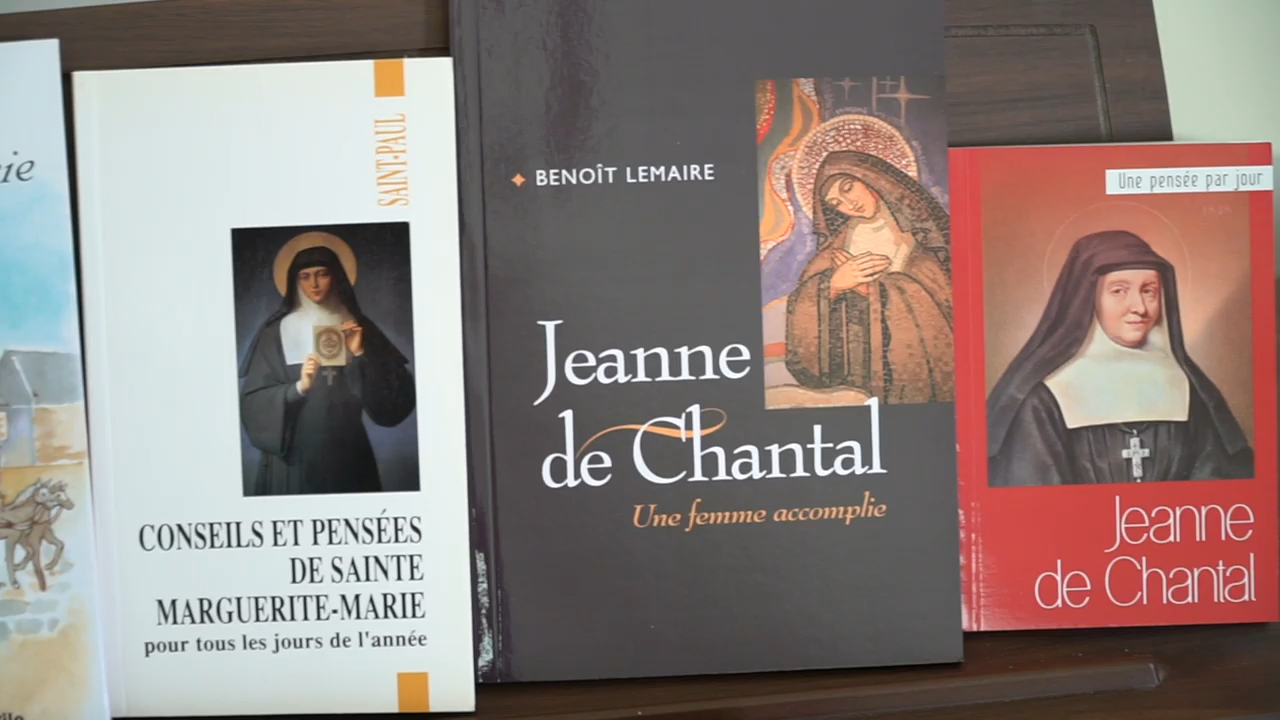 SAINT-PAUL
CONSEILS ET PENSÉES
DE SAINTE
MARGUERITE-MARIE
pour tous les jours de l'année
BENOÎT LEMAIRE
Jeanne
de Chantal
Une femme accomplie
Une pensée par jour
Jeanne
de Chantal